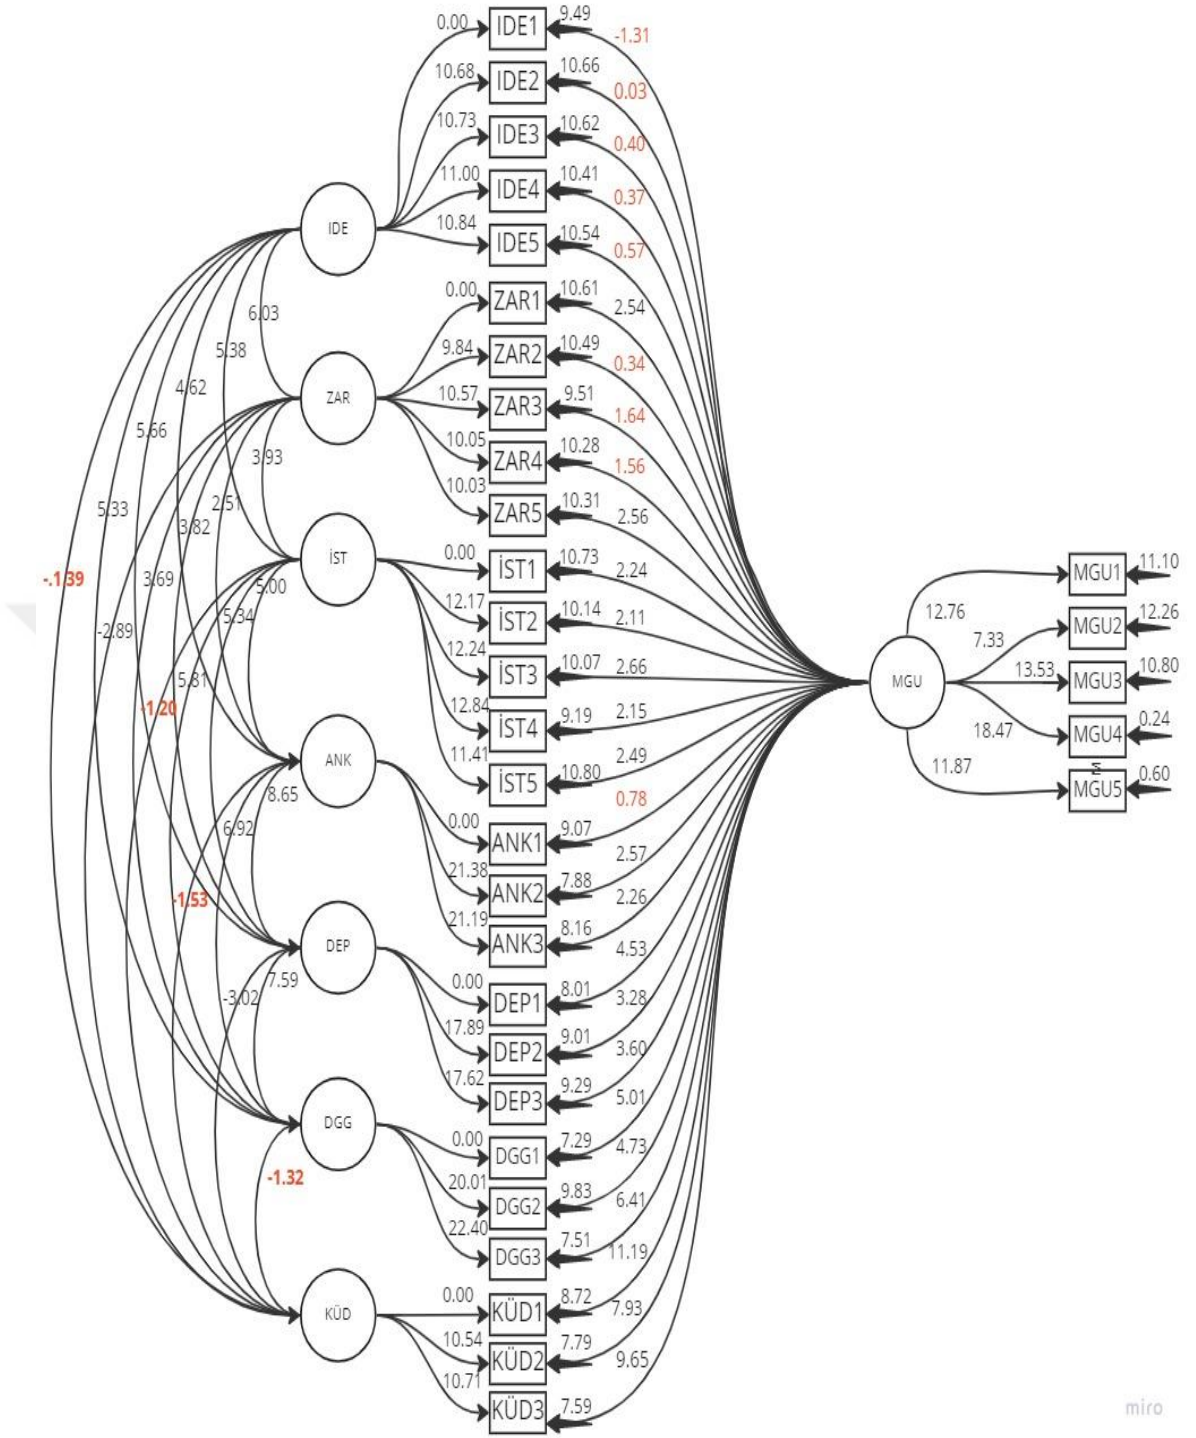 0.00 IDE1 9.49 -1.31
10.68 IDE2 10.66 0.03
10.73 IDE3 10.62 0.40
11.00 IDE4 10.41 0.37
10.84 IDE5 10.54 0.57
IDE
0.00 ZAR1 10.61 2.54
6.03
9.84 ZAR2 10.49 0.34
5.38
4.62
ZAR
10.57 ZAR3 9.51 1.64
5.66
10.05 ZAR4 10.28 1.56
3.93
10.03 ZAR5 10.31 2.56
5.33
2.51
3.82
0.00 İST1 10.73 2.24
İST
-.1.39
3.69
5.00
12.17 İST2 10.14 2.11
5.34
-2.89
12.24 İST3 10.07 2.66
5.81
-1.20
12.84 İST4 9.19 2.15
11.41 İST5 10.80 2.49
ANK
8.65
0.78
0.00 ANK1 9.07
6.92
2.57
21.38 ANK2 7.88
-1.53
2.26
21.19 ANK3 8.16 4.53
DEP
7.59
-3.02
0.00 DEP1 8.01 3.28
17.89 DEP2 9.01 3.60
17.62 DEP3 9.29 5.01
DGG
0.00 DGG1 7.29 4.73
-1.32
20.01 DGG2 9.83 6.41
22.40 DGG3 7.51 11.19
KÜD
0.00 KÜD1 8.72 7.93
10.54 KÜD2 7.79 9.65
10.71 KÜD3 7.59
MGU
12.76 MGU1 11.10
7.33 MGU2 12.26
13.53 MGU3 10.80
18.47 MGU4 0.24
11.87 MGU5 0.60
miro